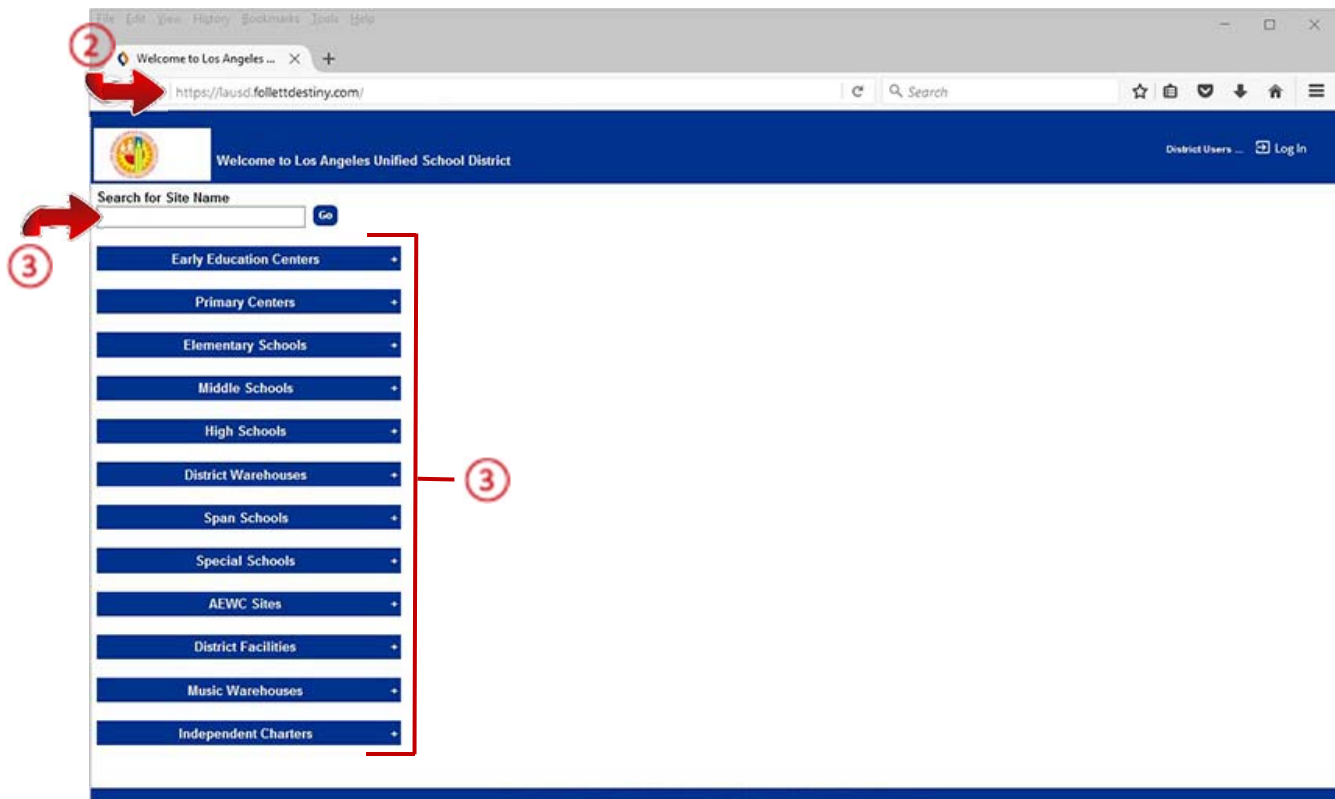 File Edit View History Bookmarks Tools Help
2
Welcome to Los Angeles ...
https://lausd.follettdestiny.com/
Search
Welcome to Los Angeles Unified School District
District Users ... Log In
Search for Site Name
Go
3
Early Education Centers +
Primary Centers +
Elementary Schools +
Middle Schools +
High Schools +
District Warehouses +
3
Span Schools +
Special Schools +
AEWC Sites +
District Facilities +
Music Warehouses +
Independent Charters +